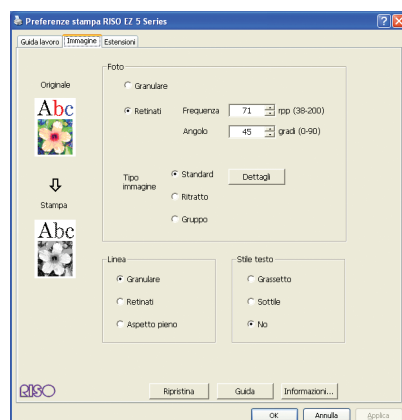 Preferenze stampa RISO EZ 5 Series
Guida lavoro Immagine Estensioni
Foto
Originale
Granulare
Abc
Retinati Frequenza 71 rpp (38-200)
Angolo 45 gradi (0-90)
Tipo immagine
Standard Dettagli
Ritratto
Gruppo
Stampa
Abc
Linea
Granulare
Retinati
Aspetto pieno
Stile testo
Grassetto
Sottile
No
RISO
Ripristina Guida Informazioni...
OK Annulla Applica